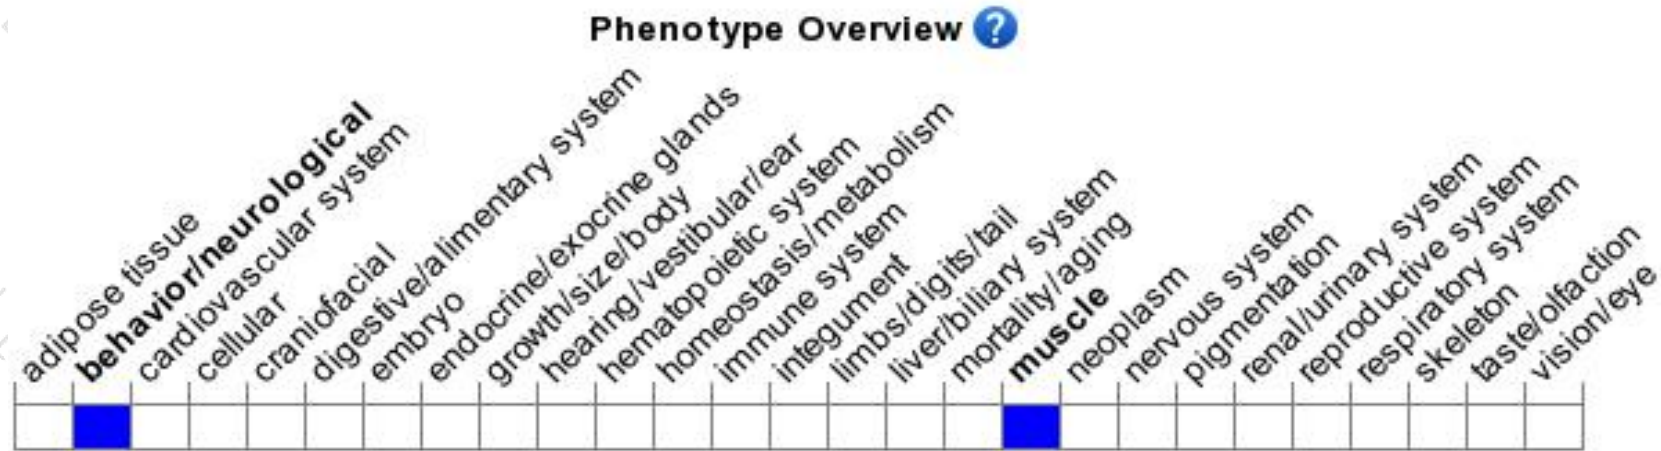 Phenotype Overview ?
adipose tissue
behavior/neurological
cardiovascular system
cellular
craniofacial
digestive/alimentary system
embryo
endocrine/exocrine glands
growth/size/body
hearing/vestibular/ear
hematopoietic system
homeostasis/metabolism
immune system
integument
limbs/digits/tail
liver/biliary system
mortality/aging
muscle
neoplasm
nervous system
pigmentation
renal/urinary system
reproductive system
respiratory system
skeleton
taste/olfaction
vision/eye